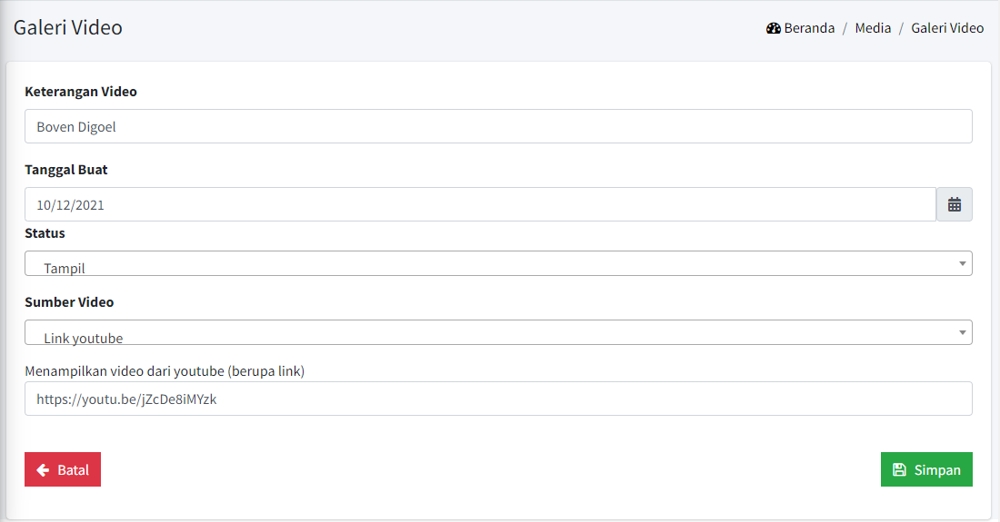 Galeri Video
Beranda / Media / Galeri Video
Keterangan Video
Boven Digoel
Tanggal Buat
10/12/2021
Status
Tampil
Sumber Video
Link youtube
Menampilkan video dari youtube (berupa link)
https://youtu.be/jZcDe8iMYzk
Batal
Simpan